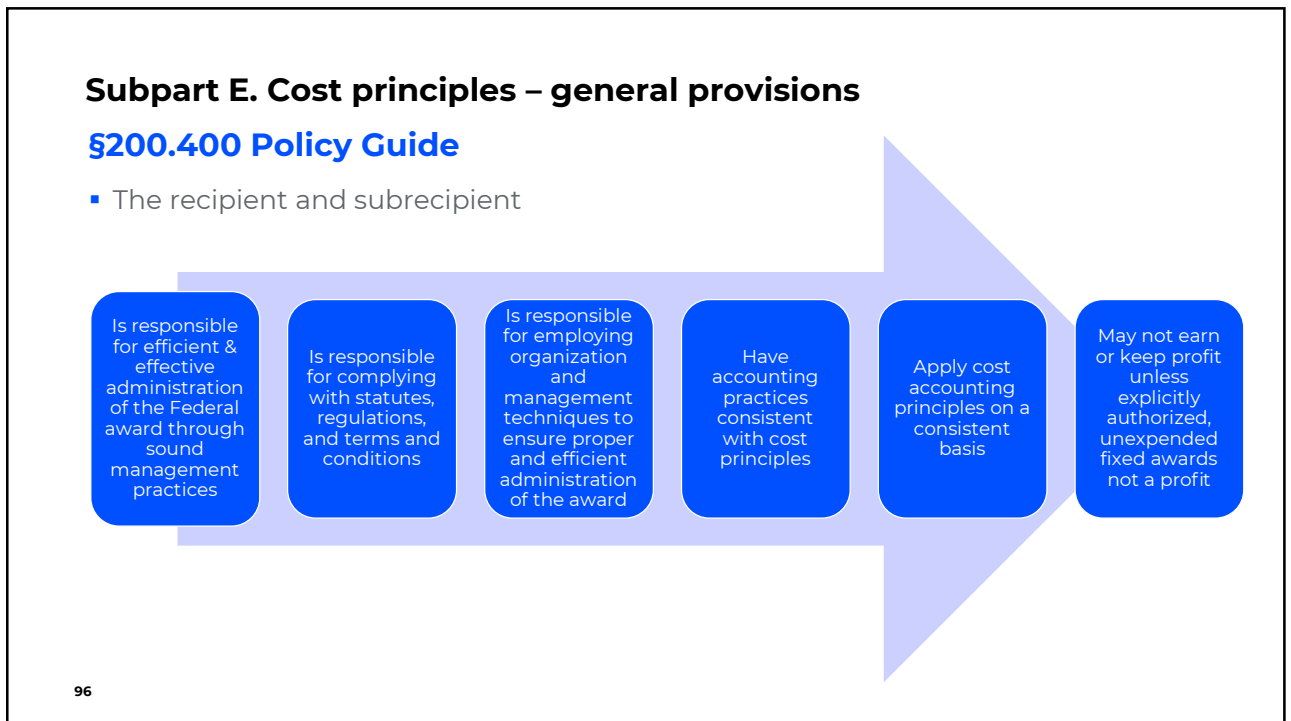 Subpart E. Cost principles – general provisions
§200.400 Policy Guide
▪ The recipient and subrecipient
Is responsible
for efficient &
effective
administration
of the Federal
award through
sound
management
practices
Is responsible
for complying
with statutes,
regulations,
and terms and
conditions
Is responsible
for employing
organization
and
management
techniques to
ensure proper
and efficient
administration
of the award
Have
accounting
practices
consistent
with cost
principles
Apply cost
accounting
principles on a
consistent
basis
May not earn
or keep profit
unless
explicitly
authorized,
unexpended
fixed awards
not a profit
96